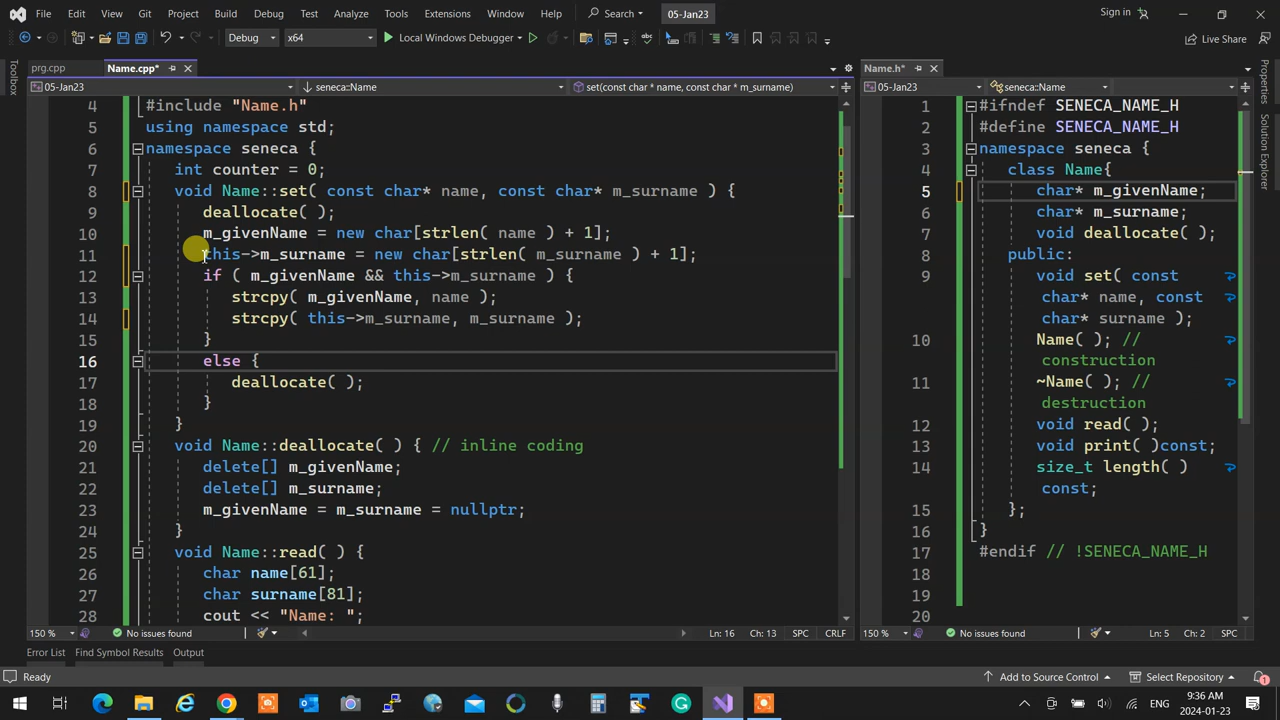 File Edit View Git Project Build Debug Test Analyze Tools Extensions Window Help Search 05-Jan23 Sign in
Debug x64 Local Windows Debugger Live Share
Toolbox
prg.cpp Name.cpp* Name.h*
05-Jan23 seneca::Name set(const char* name, const char * m_surname) 05-Jan23 seneca::Name
4 #include "Name.h"
5 using namespace std;
6 namespace seneca {
7 int counter = 0;
8 void Name::set( const char* name, const char* m_surname ) {
9 deallocate( );
10 m_givenName = new char[strlen( name ) + 1];
11 this->m_surname = new char[strlen( m_surname ) + 1];
12 if ( m_givenName && this->m_surname ) {
13 strcpy( m_givenName, name );
14 strcpy( this->m_surname, m_surname );
15 }
16 else {
17 deallocate( );
18 }
19 }
20 void Name::deallocate( ) { // inline coding
21 delete[] m_givenName;
22 delete[] m_surname;
23 m_givenName = m_surname = nullptr;
24 }
25 void Name::read( ) {
26 char name[61];
27 char surname[81];
28 cout << "Name: ";
1 #ifndef SENECA_NAME_H
2 #define SENECA_NAME_H
3 namespace seneca {
4 class Name{
5 char* m_givenName;
6 char* m_surname;
7 void deallocate( );
8 public:
9 void set( const
char* name, const
char* surname );
10 Name( ); //
construction
11 ~Name( ); //
destruction
12 void read( );
13 void print( )const;
14 size_t length( )
const;
15 };
16 }
17 #endif // !SENECA_NAME_H
18
19
20
Properties
Solution Explorer
150 % No issues found Ln: 16 Ch: 13 SPC CRLF 150 % No issues found Ln: 5 Ch: 2 SPC
Error List Find Symbol Results Output
Ready Add to Source Control Select Repository 1
ENG 9:36 AM
2024-01-23